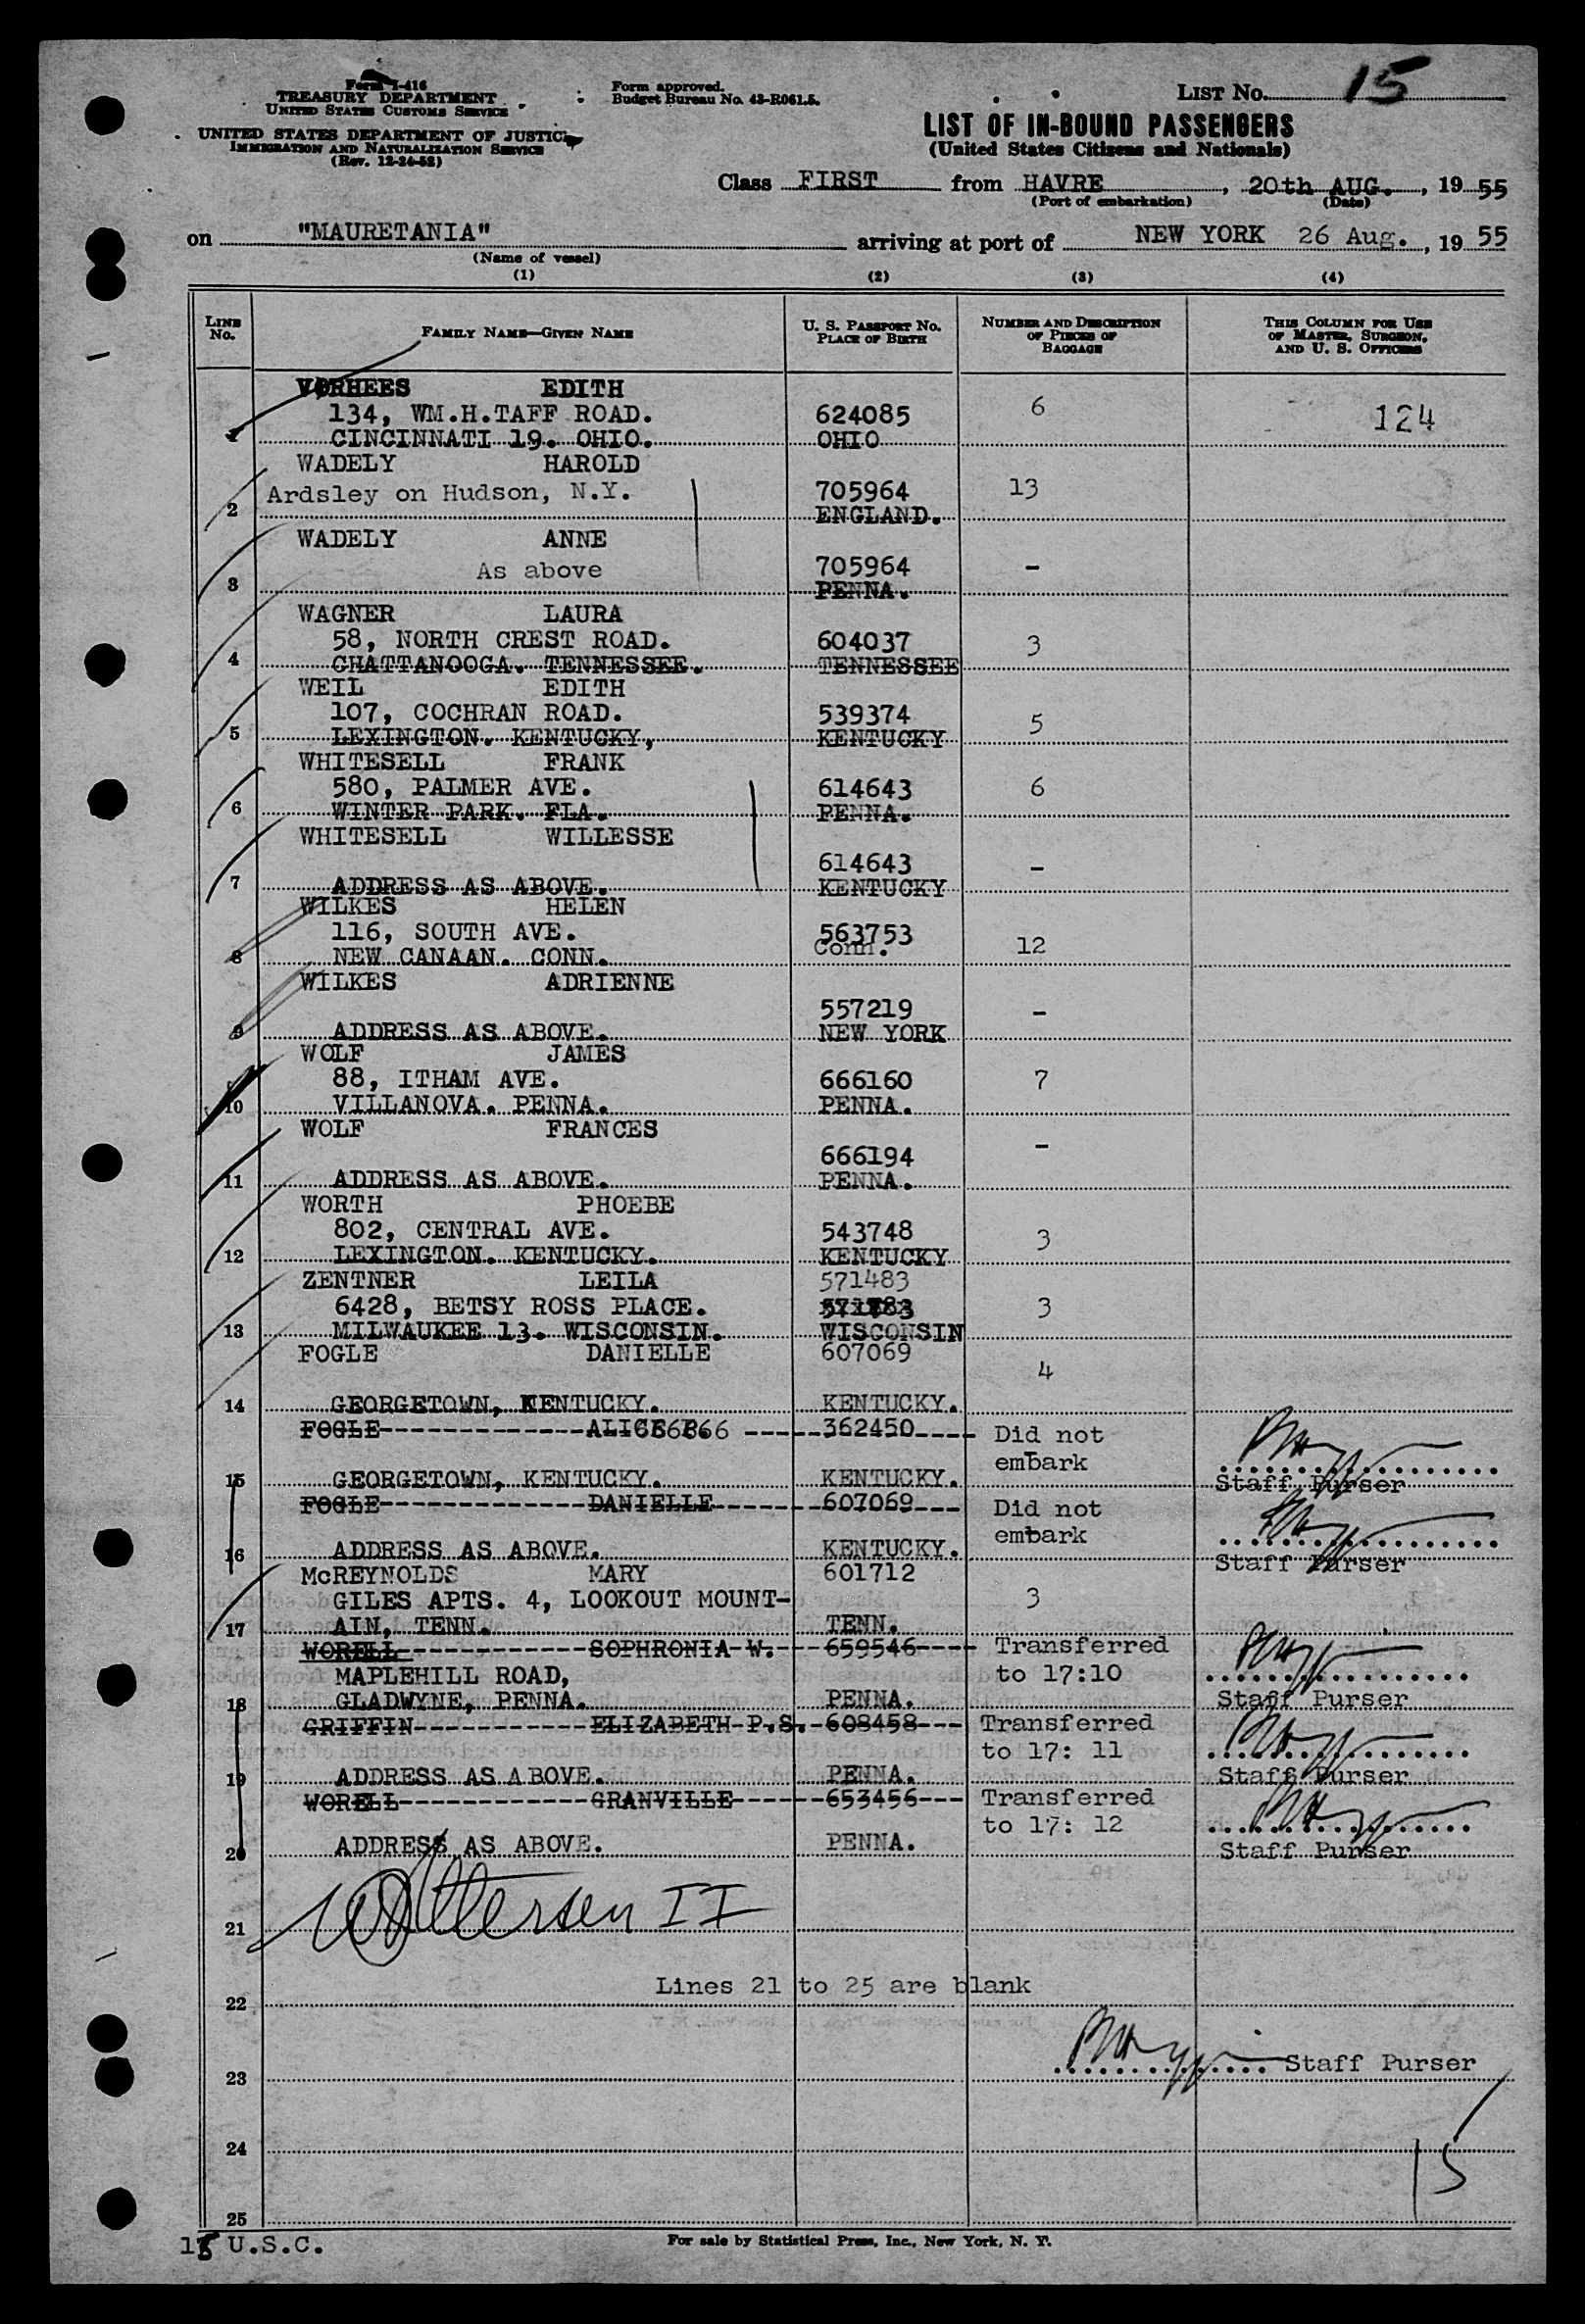 Form I-416
TREASURY DEPARTMENT
UNITED STATES CUSTOMS SERVICE
UNITED STATES DEPARTMENT OF JUSTICE
IMMIGRATION AND NATURALIZATION SERVICE
(Rev. 12-24-52)
Form approved.
Budget Bureau No. 43-R061.5.
LIST No. 15
LIST OF IN-BOUND PASSENGERS
(United States Citizens and Nationals)
Class FIRST from HAVRE, 20th AUG., 19 55
(Port of embarkation) (Date)
on "MAURETANIA" arriving at port of NEW YORK 26 Aug., 19 55
(Name of vessel)
(1) (2) (3) (4)
LINE No. FAMILY NAME—GIVEN NAME U. S. PASSPORT NO. PLACE OF BIRTH NUMBER AND DESCRIPTION OF PIECES OF BAGGAGE THIS COLUMN FOR USE OF MASTER, SURGEON, AND U. S. OFFICERS
VORHEES EDITH
134, WM.H.TAFF ROAD. 624085 6 124
1 CINCINNATI 19. OHIO. OHIO
WADELY HAROLD
Ardsley on Hudson, N.Y. 705964 13
2 ENGLAND.
WADELY ANNE
As above 705964 -
3 PENNA.
WAGNER LAURA
58, NORTH CREST ROAD. 604037 3
4 CHATTANOOGA. TENNESSEE. TENNESSEE
WEIL EDITH
107, COCHRAN ROAD. 539374 5
5 LEXINGTON. KENTUCKY, KENTUCKY
WHITESELL FRANK
580, PALMER AVE. 614643 6
6 WINTER PARK. FLA. PENNA.
WHITESELL WILLESSE
614643 -
7 ADDRESS AS ABOVE. KENTUCKY
WILKES HELEN
116, SOUTH AVE. 563753 12
8 NEW CANAAN. CONN. Conn.
WILKES ADRIENNE
557219 -
9 ADDRESS AS ABOVE. NEW YORK
WOLF JAMES
88, ITHAM AVE. 666160 7
10 VILLANOVA. PENNA. PENNA.
WOLF FRANCES
666194 -
11 ADDRESS AS ABOVE. PENNA.
WORTH PHOEBE
802, CENTRAL AVE. 543748 3
12 LEXINGTON. KENTUCKY. KENTUCKY
ZENTNER LEILA 571483
6428, BETSY ROSS PLACE. 3
13 MILWAUKEE 13. WISCONSIN. WISCONSIN
FOGLE DANIELLE 607069
4
14 GEORGETOWN, KENTUCKY. KENTUCKY.
FOGLE-------------ALICE 362450---- Did not
embark
15 GEORGETOWN, KENTUCKY. KENTUCKY. Staff Purser
FOGLE-------------DANIELLE------607069--- Did not
embark
16 ADDRESS AS ABOVE. KENTUCKY. Staff Purser
McREYNOLDS MARY 601712
GILES APTS. 4, LOOKOUT MOUNT- 3
17 AIN, TENN. TENN.
WORELL------------SOPHRONIA-W.---659546---- Transferred
MAPLEHILL ROAD, to 17:10
18 GLADWYNE, PENNA. PENNA. Staff Purser
GRIFFIN-----------ELIZABETH-P.S.-608458--- Transferred
to 17: 11
19 ADDRESS AS ABOVE. PENNA. Staff Purser
WORELL------------GRANVILLE------653456--- Transferred
to 17: 12
20 ADDRESS AS ABOVE. PENNA. Staff Purser
21
Lines 21 to 25 are blank
22
Staff Purser
23
24
15
25
U.S.C.
For sale by Statistical Press, Inc., New York, N. Y.